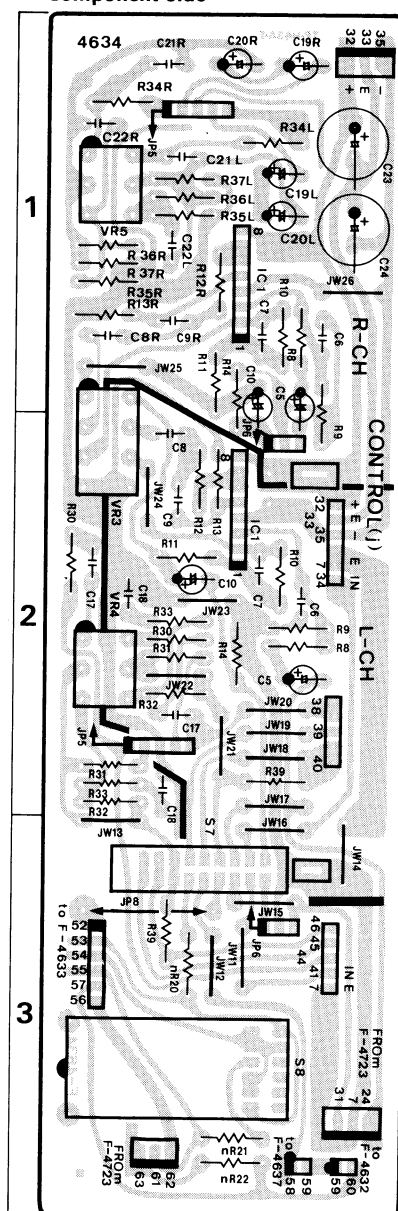 Component side
4634
C21R
C20R
C19R
32
33
35
+ E -
R34R
JP5
C22R
R34L
C23
C21L
R37L
C19L
R36L
R35L
C20L
C24
1
VR5
R36R
R37R
R35R
R13R
C22L
R12R
8
IC1
C7
R10
JW26
C8R
C9R
1
R8
C6
R-CH
R11
R14
C10
JW25
C5
JP6
R9
C8
CONTROL(j)
VR3
JW24
C9
R12
R13
8
IC1
32
33
35
7
34
+ E - E IN
R30
R11
1
C7
R10
C17
C18
C10
C6
2
VR4
JW23
R33
R30
R31
R14
R9
R8
L-CH
JW22
C5
R32
JW20
38
C17
JW19
39
JP5
JW21
JW18
40
R31
R39
R33
C18
JW17
R32
JW13
S7
JW16
JW14
JP8
JW15
to F-4633
52
53
54
55
57
56
R39
nR20
JW12
JW11
JP6
46
45
44
41
7
IN E
3
S8
FROm F-4723
24
7
31
FROm F-4723
62
61
63
nR21
nR22
to F-4637
59
58
to F-4632
60
59